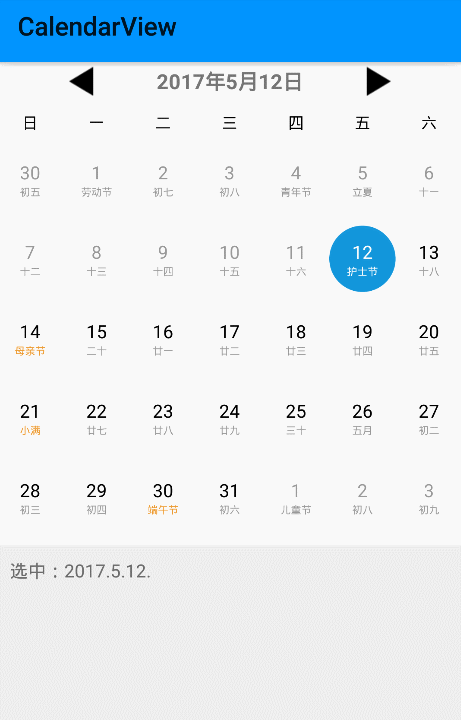 CalendarView
2017年5月12日
日 一 二 三 四 五 六
30 1 2 3 4 5 6
初五 劳动节 初七 初八 青年节 立夏 十一
7 8 9 10 11 12 13
十二 十三 十四 十五 十六 护士节 十八
14 15 16 17 18 19 20
母亲节 二十 廿一 廿二 廿三 廿四 廿五
21 22 23 24 25 26 27
小满 廿七 廿八 廿九 三十 五月 初二
28 29 30 31 1 2 3
初三 初四 端午节 初六 儿童节 初八 初九
选中：2017.5.12.